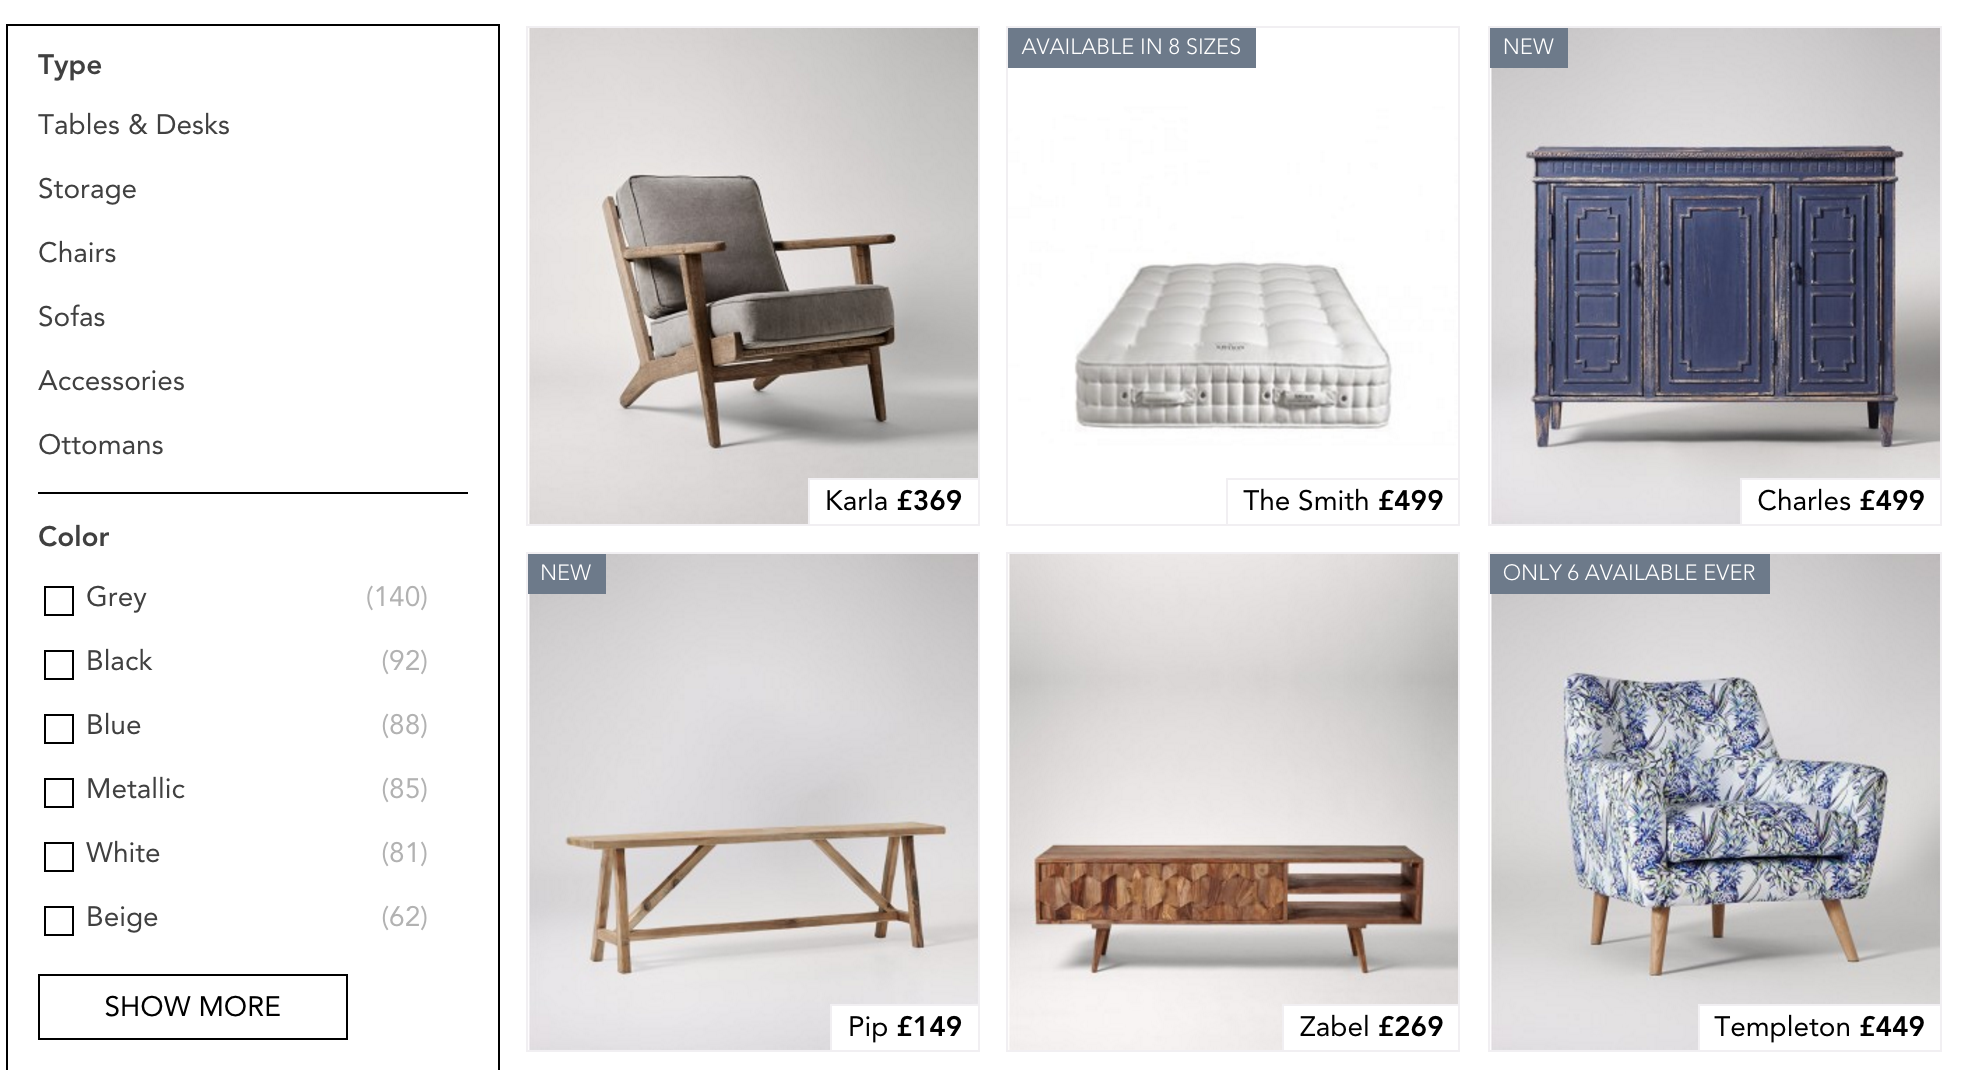 Type
Tables & Desks
Storage
Chairs
Sofas
Accessories
Ottomans
Color
Grey (140)
Black (92)
Blue (88)
Metallic (85)
White (81)
Beige (62)
SHOW MORE
Karla £369
AVAILABLE IN 8 SIZES
The Smith £499
NEW
Charles £499
NEW
Pip £149
Zabel £269
ONLY 6 AVAILABLE EVER
Templeton £449